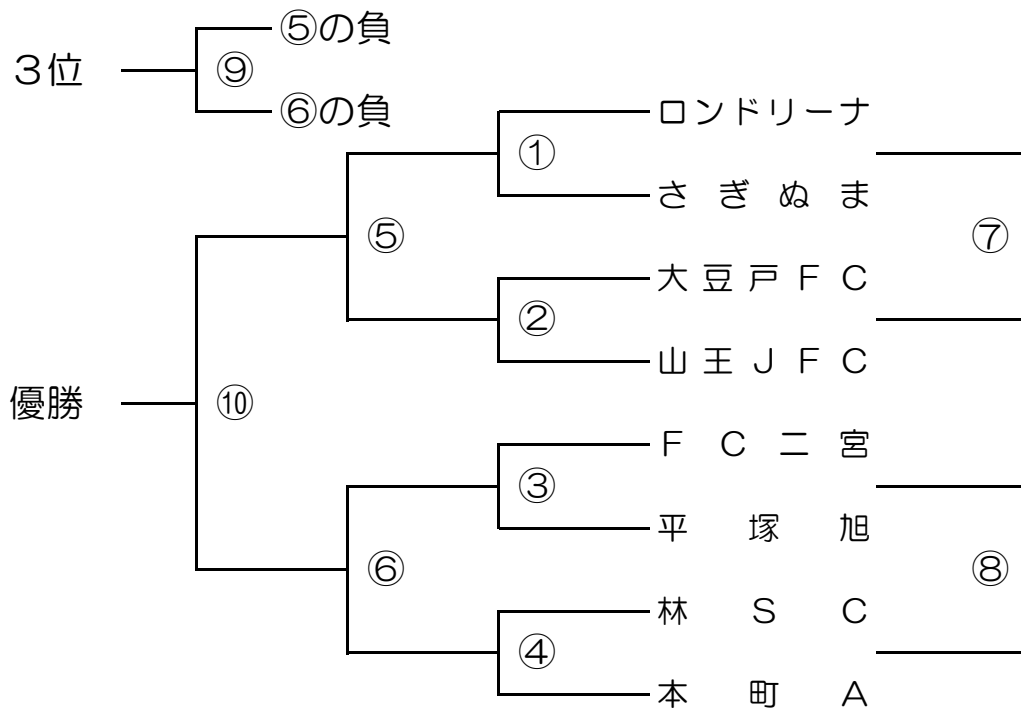 ⑤の負
３位
⑨
⑥の負
ロンドリーナ
①
さぎぬま
⑤
⑦
大豆戸ＦＣ
②
山王ＪＦＣ
優勝
⑩
ＦＣ二宮
③
平塚旭
⑥
⑧
林ＳＣ
④
本町Ａ